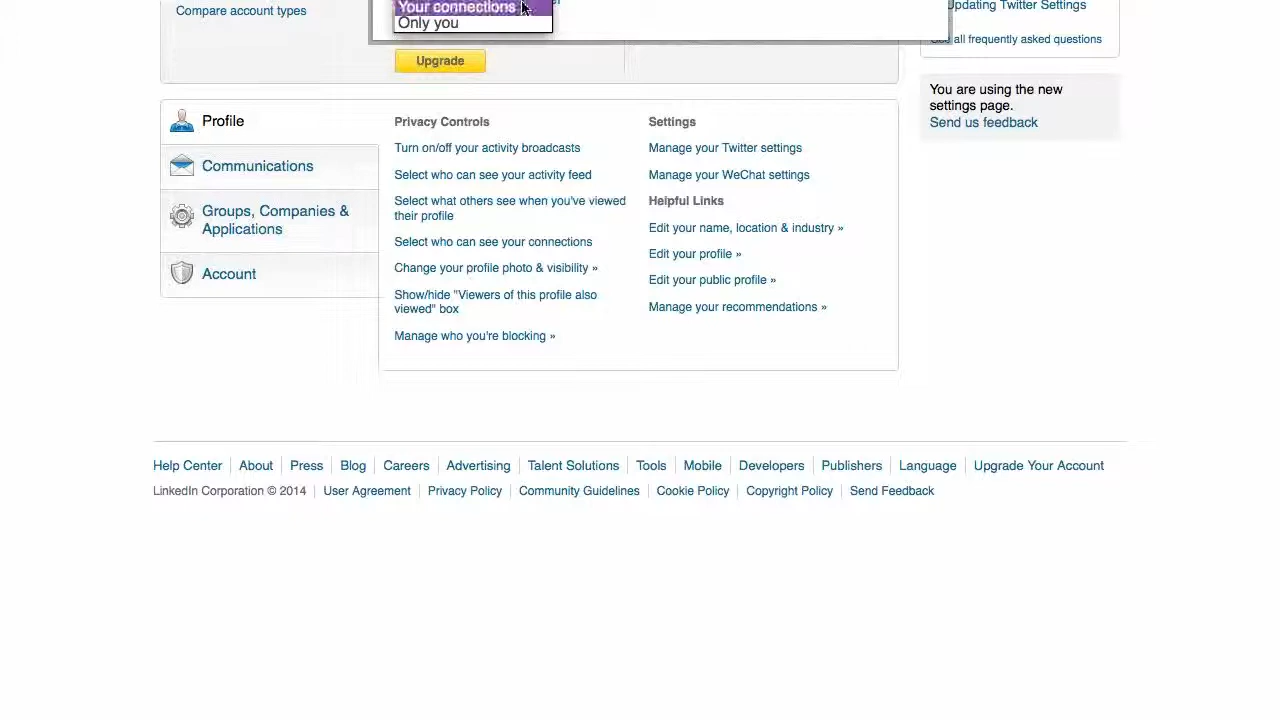 Compare account types
Your connections
Only you
Updating Twitter Settings
See all frequently asked questions
Upgrade
You are using the new
settings page.
Send us feedback
Profile
Communications
Groups, Companies &
Applications
Account
Privacy Controls
Turn on/off your activity broadcasts
Select who can see your activity feed
Select what others see when you've viewed
their profile
Select who can see your connections
Change your profile photo & visibility »
Show/hide "Viewers of this profile also
viewed" box
Manage who you're blocking »
Settings
Manage your Twitter settings
Manage your WeChat settings
Helpful Links
Edit your name, location & industry »
Edit your profile »
Edit your public profile »
Manage your recommendations »
Help Center About Press Blog Careers Advertising Talent Solutions Tools Mobile Developers Publishers Language Upgrade Your Account
LinkedIn Corporation © 2014 User Agreement Privacy Policy Community Guidelines Cookie Policy Copyright Policy Send Feedback